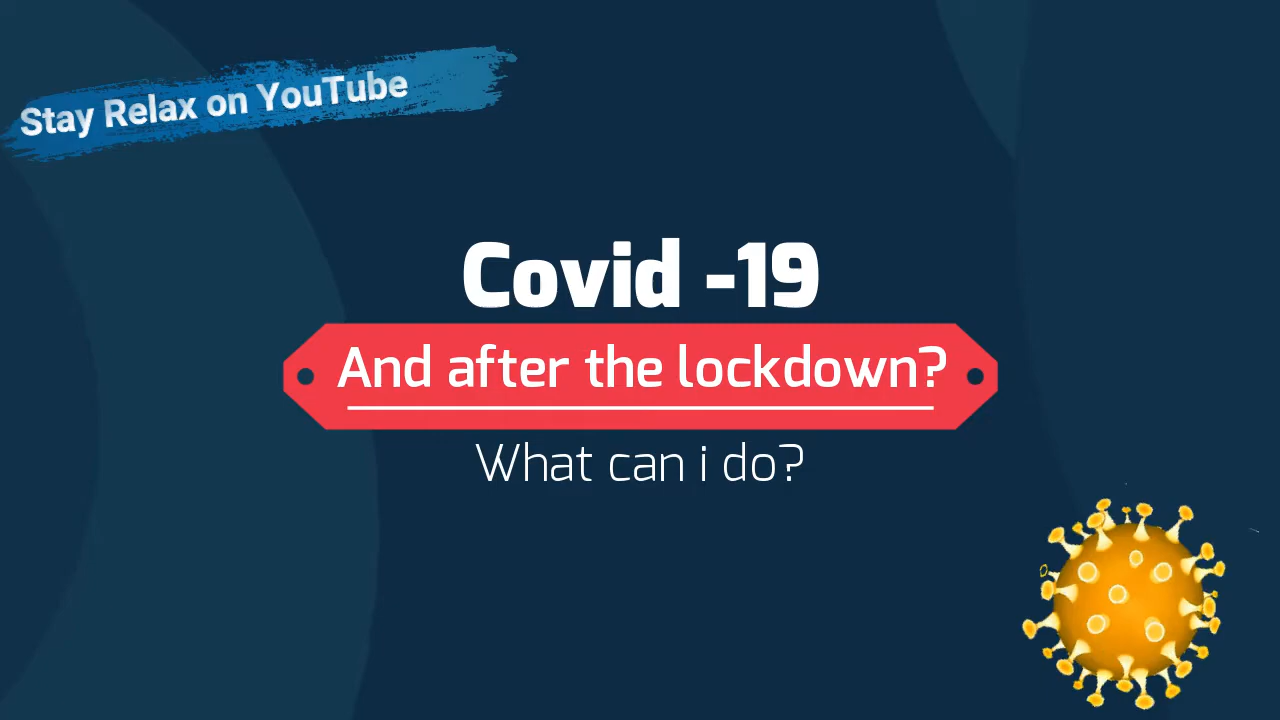 Stay Relax on YouTube
Covid -19
And after the lockdown?
What can i do?